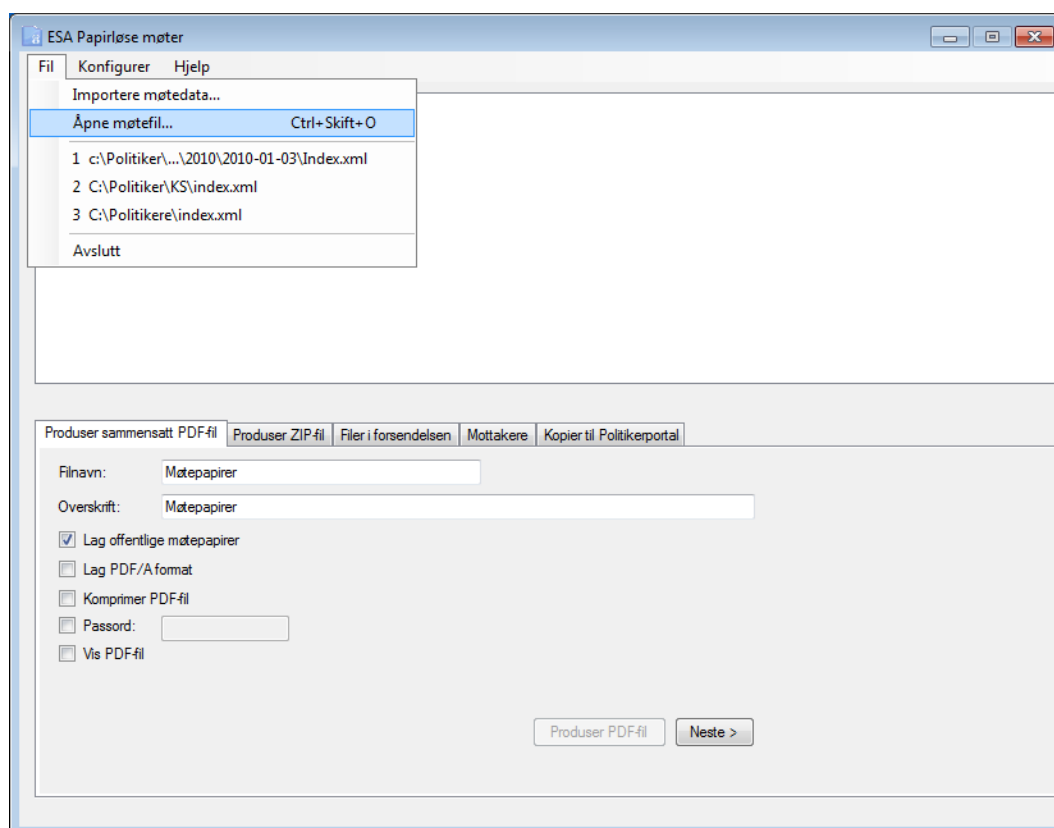 ESA Papirløse møter
Fil Konfigurer Hjelp
Importere møtedata...
Åpne møtefil... Ctrl+Skift+O
1 c:\Politiker\...\2010\2010-01-03\Index.xml
2 C:\Politiker\KS\index.xml
3 C:\Politikere\index.xml
Avslutt
Produser sammensatt PDF-fil Produser ZIP-fil Filer i forsendelsen Mottakere Kopier til Politikerportal
Filnavn: Møtepapirer
Overskrift: Møtepapirer
Lag offentlige møtepapirer
Lag PDF/A format
Komprimer PDF-fil
Passord:
Vis PDF-fil
Produser PDF-fil Neste >